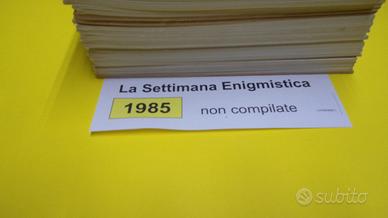 La Settimana Enigmistica
1985 non compilate
subito